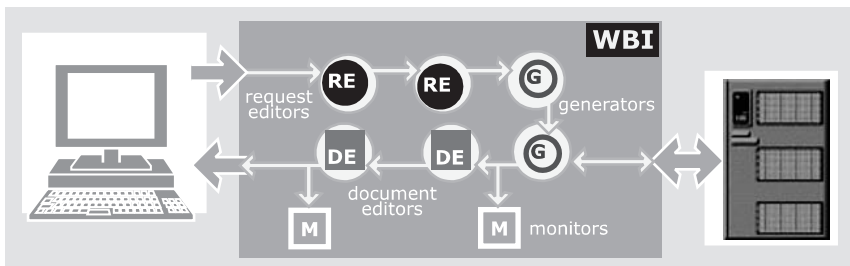 WBI
RE
RE
G
request
editors
generators
DE
DE
G
document
editors
M
M
monitors